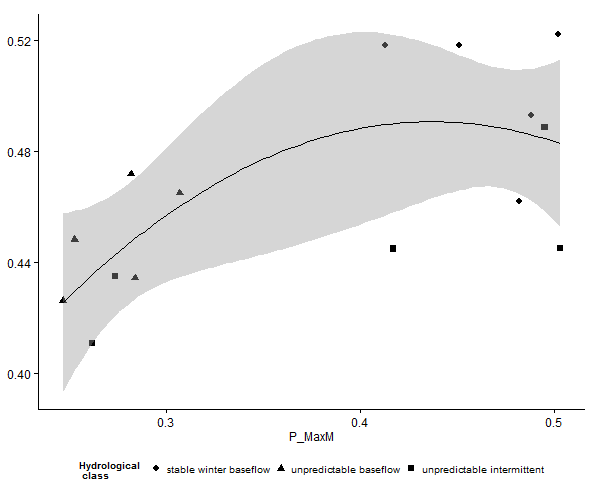 0.52
0.48
0.44
0.40
0.3 0.4 0.5
P_MaxM
Hydrological
class
stable winter baseflow unpredictable baseflow unpredictable intermittent